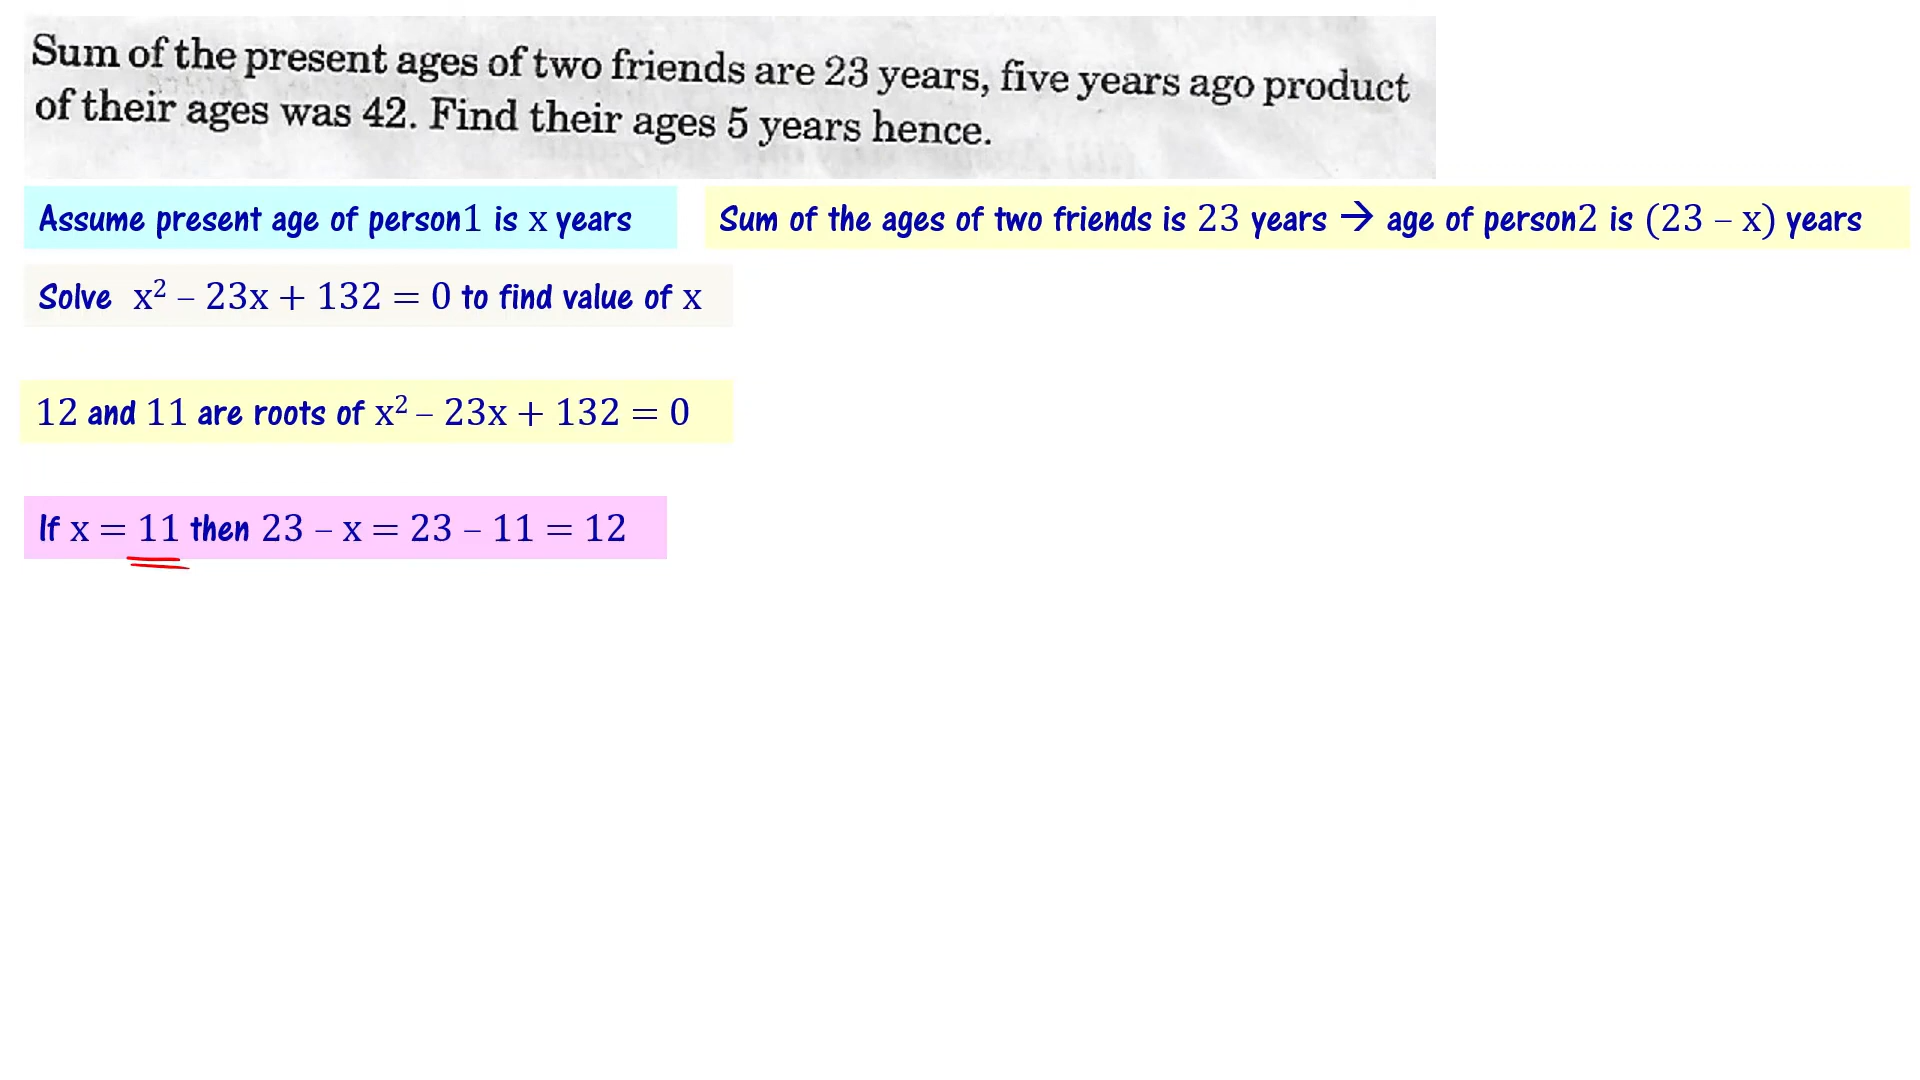 Sum of the present ages of two friends are 23 years, five years ago product
of their ages was 42. Find their ages 5 years hence.
Assume present age of person1 is x years
Sum of the ages of two friends is 23 years → age of person2 is (23 – x) years
Solve x² – 23x + 132 = 0 to find value of x
12 and 11 are roots of x² – 23x + 132 = 0
If x = 11 then 23 – x = 23 – 11 = 12